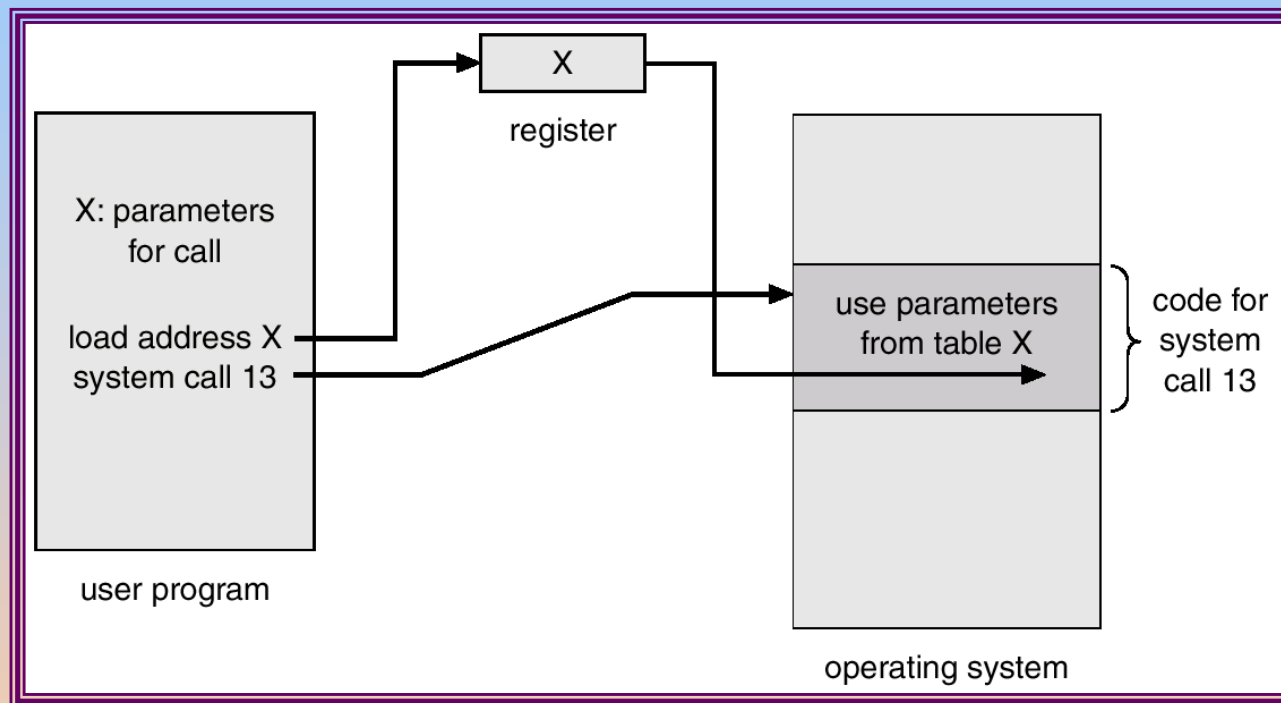 X
register
X: parameters
for call
load address X
system call 13
user program
use parameters
from table X
code for
system
call 13
operating system